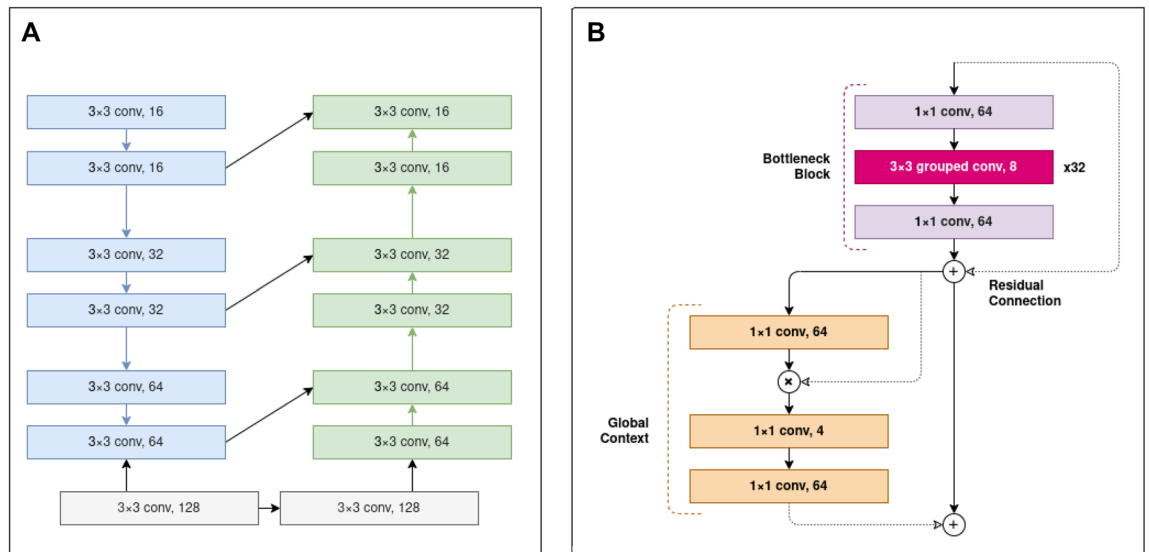 A
3×3 conv, 16
3×3 conv, 16
3×3 conv, 32
3×3 conv, 32
3×3 conv, 64
3×3 conv, 64
3×3 conv, 128
3×3 conv, 16
3×3 conv, 16
3×3 conv, 32
3×3 conv, 32
3×3 conv, 64
3×3 conv, 64
3×3 conv, 128
B
1×1 conv, 64
Bottleneck
Block
3×3 grouped conv, 8
x32
1×1 conv, 64
+
Residual
Connection
1×1 conv, 64
×
Global
Context
1×1 conv, 4
1×1 conv, 64
+